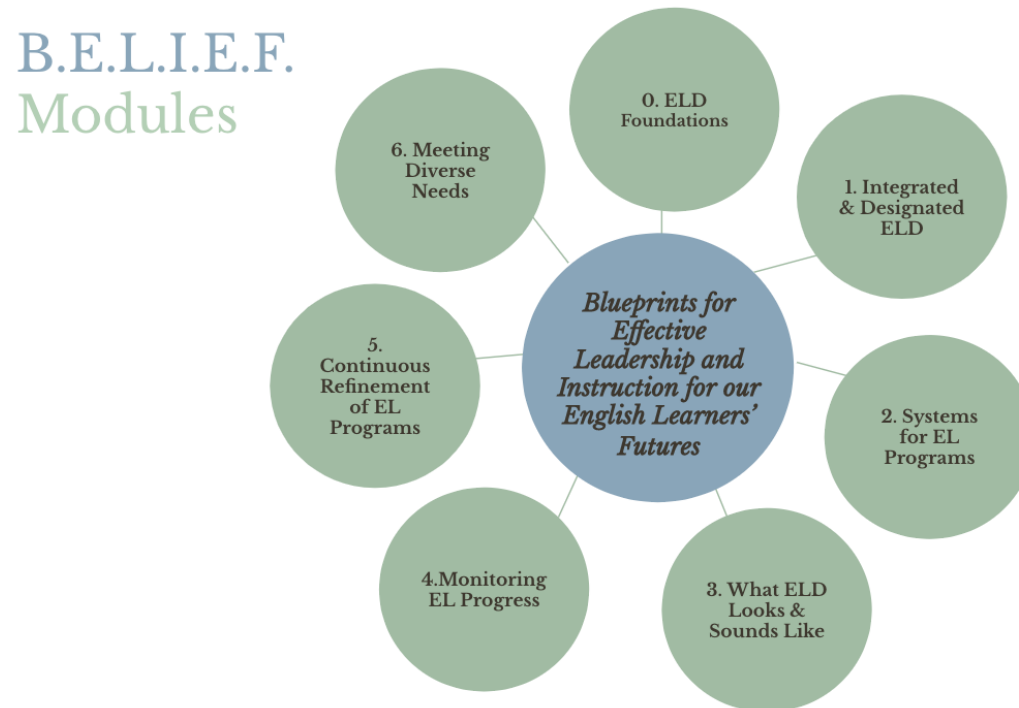 B.E.L.I.E.F.
Modules
0. ELD
Foundations
1. Integrated
& Designated
ELD
2. Systems
for EL
Programs
3. What ELD
Looks &
Sounds Like
4.Monitoring
EL Progress
5.
Continuous
Refinement
of EL
Programs
6. Meeting
Diverse
Needs
Blueprints for
Effective
Leadership and
Instruction for our
English Learners’
Futures